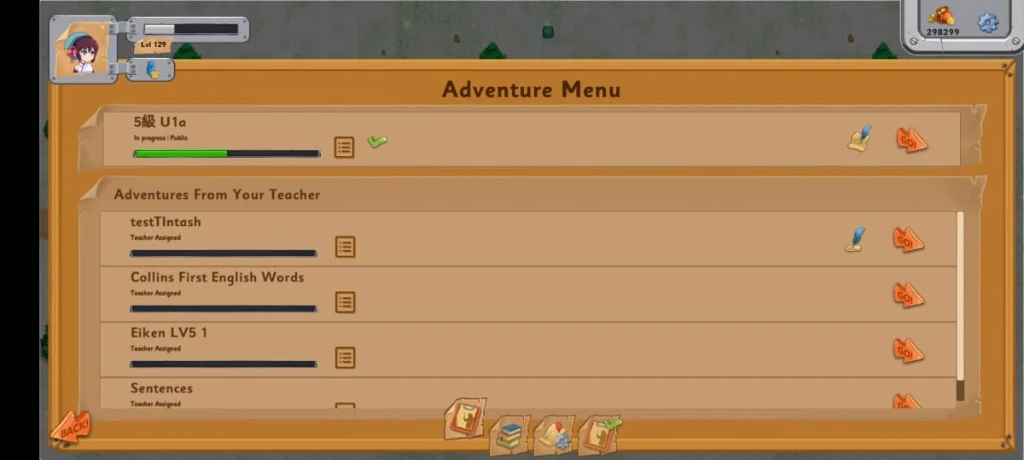 Lvl 129
298299
Adventure Menu
5級 U1a
In progress | Public
GO!
Adventures From Your Teacher
testTIntash
Teacher Assigned
GO!
Collins First English Words
Teacher Assigned
GO!
Eiken LV5 1
Teacher Assigned
GO!
Sentences
Teacher Assigned
GO!
BACK!